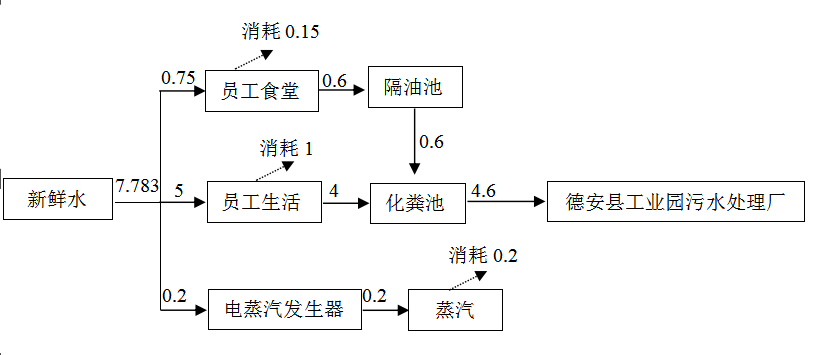 消耗 0.15
0.75
员工食堂
0.6
隔油池
0.6
消耗 1
新鲜水
7.783
5
员工生活
4
化粪池
4.6
德安县工业园污水处理厂
消耗 0.2
0.2
电蒸汽发生器
0.2
蒸汽